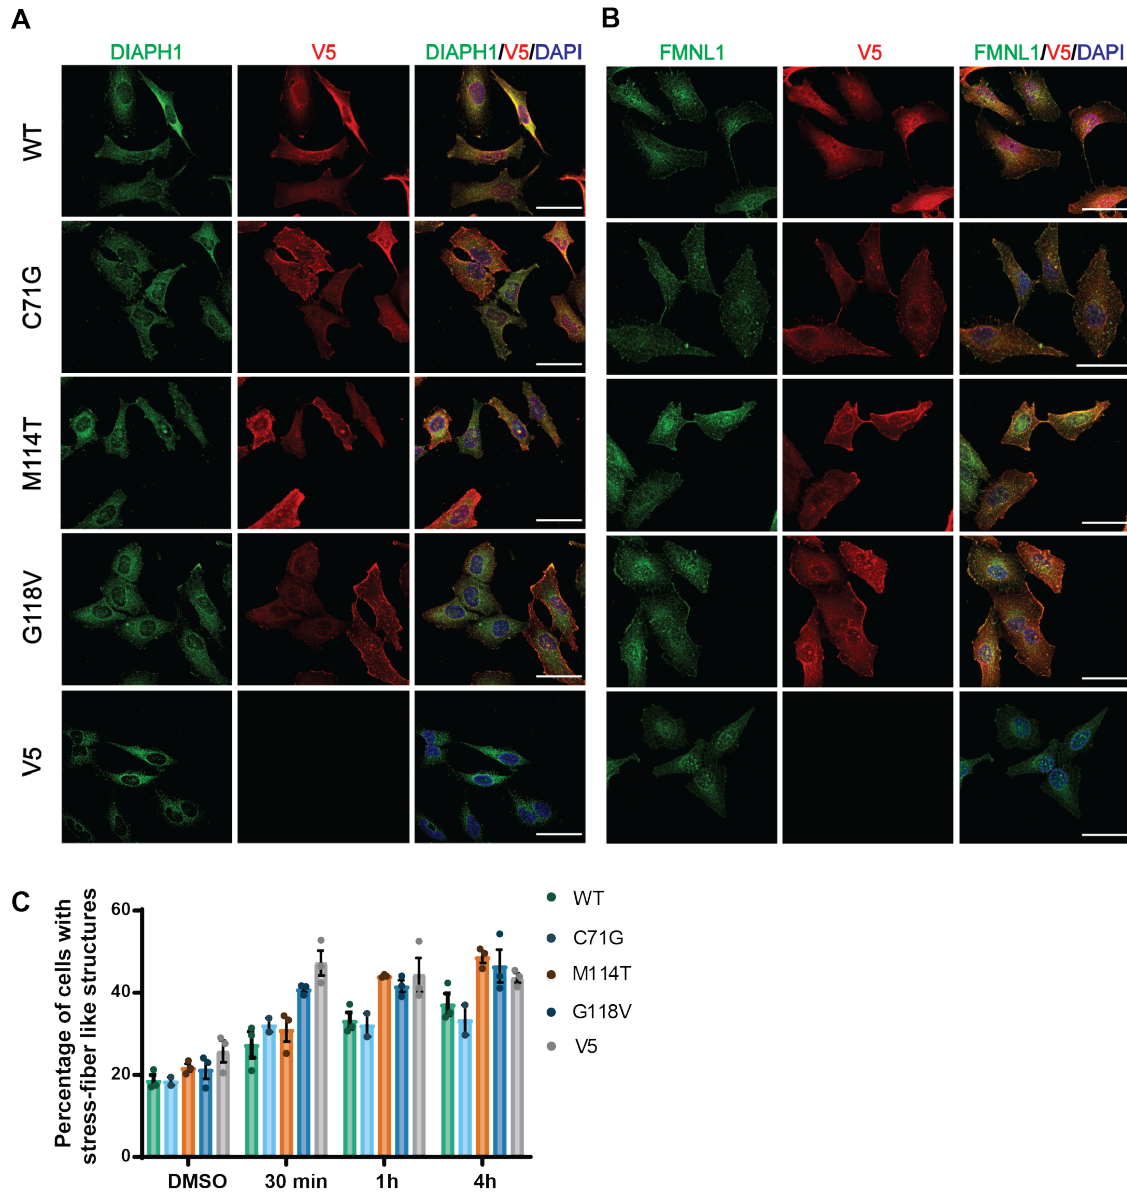 A
B
DIAPH1 V5 DIAPH1/V5/DAPI
FMNL1 V5 FMNL1/V5/DAPI
WT
C71G
M114T
G118V
V5
C
Percentage of cells with
stress-fiber like structures
60
40
20
0
DMSO 30 min 1h 4h
WT
C71G
M114T
G118V
V5